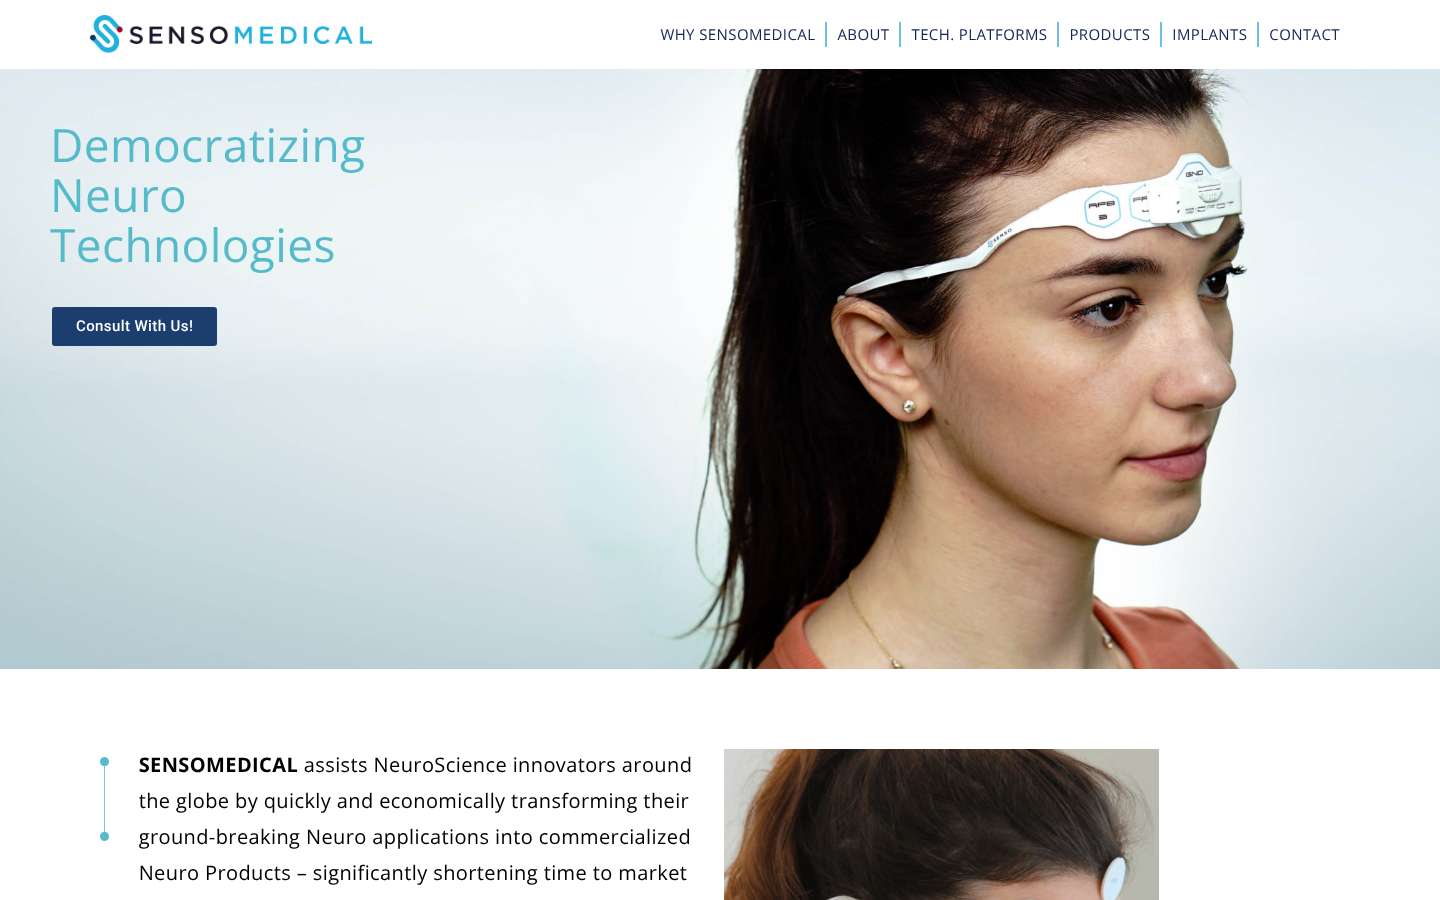 SENSOMEDICAL
WHY SENSOMEDICAL
ABOUT
TECH. PLATFORMS
PRODUCTS
IMPLANTS
CONTACT
Democratizing
Neuro
Technologies
Consult With Us!
GND
SENSO
SENSOMEDICAL assists NeuroScience innovators around
the globe by quickly and economically transforming their
ground-breaking Neuro applications into commercialized
Neuro Products – significantly shortening time to market